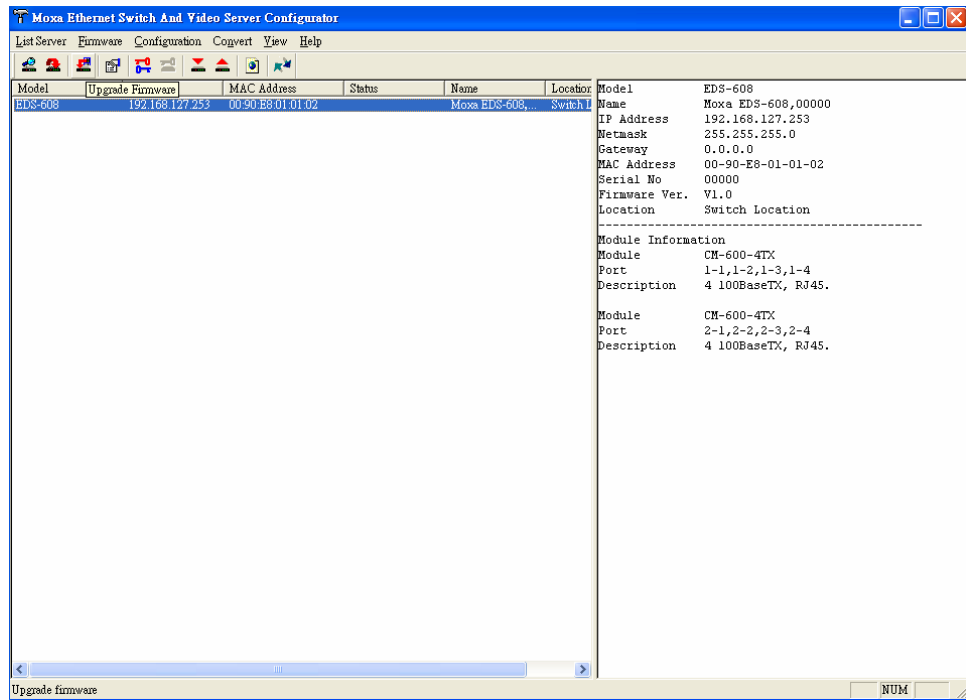 Moxa Ethernet Switch And Video Server Configurator
List Server Firmware Configuration Convert View Help
Model Upgrade Firmware MAC Address Status Name Location
EDS-608 192.168.127.253 00:90:E8:01:01:02 Moxa EDS-608,... Switch L
Model EDS-608
Name Moxa EDS-608,00000
IP Address 192.168.127.253
Netmask 255.255.255.0
Gateway 0.0.0.0
MAC Address 00-90-E8-01-01-02
Serial No 00000
Firmware Ver. V1.0
Location Switch Location
----------------------------------------------
Module Information
Module CM-600-4TX
Port 1-1,1-2,1-3,1-4
Description 4 100BaseTX, RJ45.
Module CM-600-4TX
Port 2-1,2-2,2-3,2-4
Description 4 100BaseTX, RJ45.
Upgrade firmware NUM